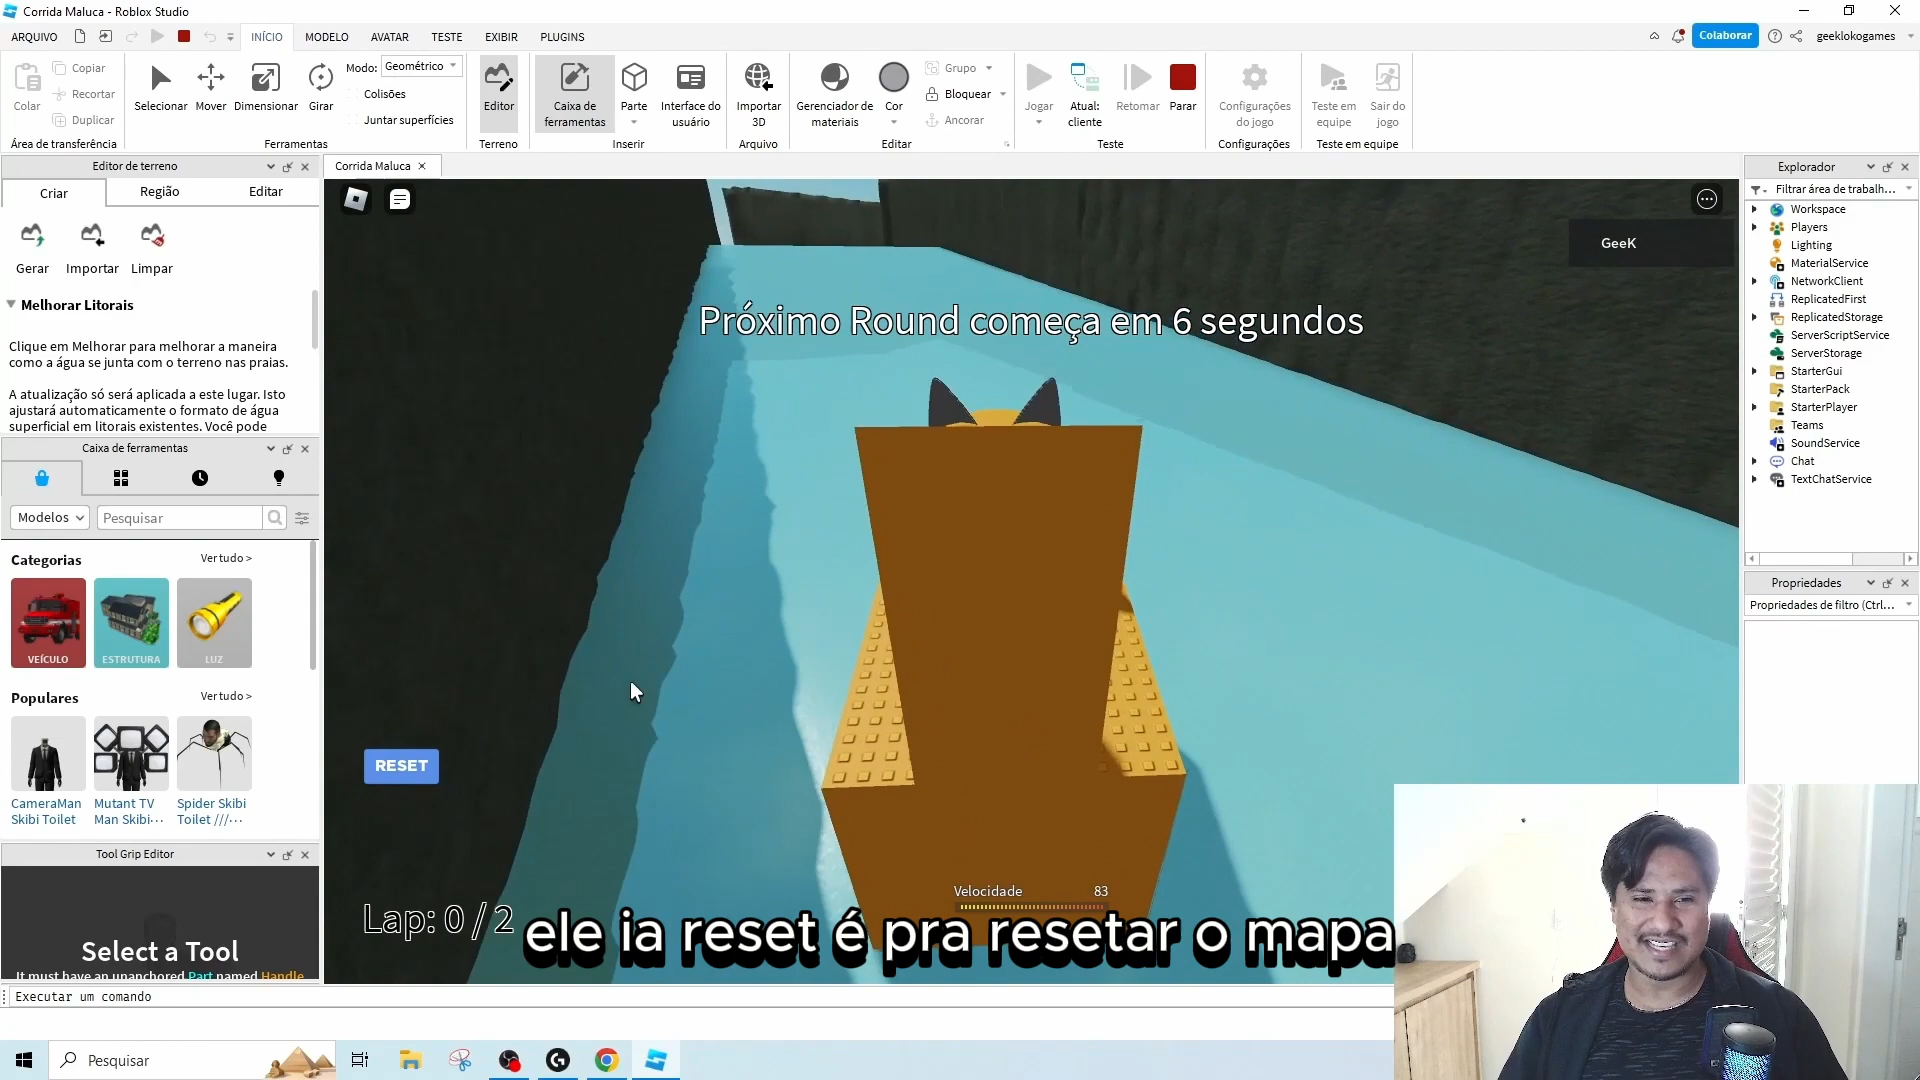 Corrida Maluca - Roblox Studio
ARQUIVO INÍCIO MODELO AVATAR TESTE EXIBIR PLUGINS Colaborar geeklokogames
Colar
Copiar
Recortar
Duplicar
Área de transferência
Selecionar
Mover
Dimensionar
Girar
Modo: Geométrico
Colisões
Juntar superfícies
Ferramentas
Editor
Terreno
Caixa de
ferramentas
Parte
Interface do
usuário
Inserir
Importar
3D
Arquivo
Gerenciador de
materiais
Cor
Grupo
Bloquear
Ancorar
Editar
Jogar
Atual:
cliente
Retomar
Parar
Teste
Configurações
do jogo
Configurações
Teste em
equipe
Sair do
jogo
Teste em equipe
Editor de terreno
Criar Região Editar
Gerar Importar Limpar
Melhorar Litorais
Clique em Melhorar para melhorar a maneira
como a água se junta com o terreno nas praias.
A atualização só será aplicada a este lugar. Isto
ajustará automaticamente o formato de água
superficial em litorais existentes. Você pode
Caixa de ferramentas
Modelos Pesquisar
Categorias Ver tudo >
VEÍCULO ESTRUTURA LUZ
Populares Ver tudo >
CameraMan
Skibi Toilet
Mutant TV
Man Skibi···
Spider Skibi
Toilet ///···
Tool Grip Editor
Select a Tool
It must have an unanchored Part named Handle
Executar um comando
Corrida Maluca
GeeK
Próximo Round começa em 6 segundos
RESET
Velocidade 83
Lap: 0 / 2
ele ia reset é pra resetar o mapa
Explorador
Filtrar área de trabalh...
Workspace
Players
Lighting
MaterialService
NetworkClient
ReplicatedFirst
ReplicatedStorage
ServerScriptService
ServerStorage
StarterGui
StarterPack
StarterPlayer
Teams
SoundService
Chat
TextChatService
Propriedades
Propriedades de filtro (Ctrl...
Pesquisar